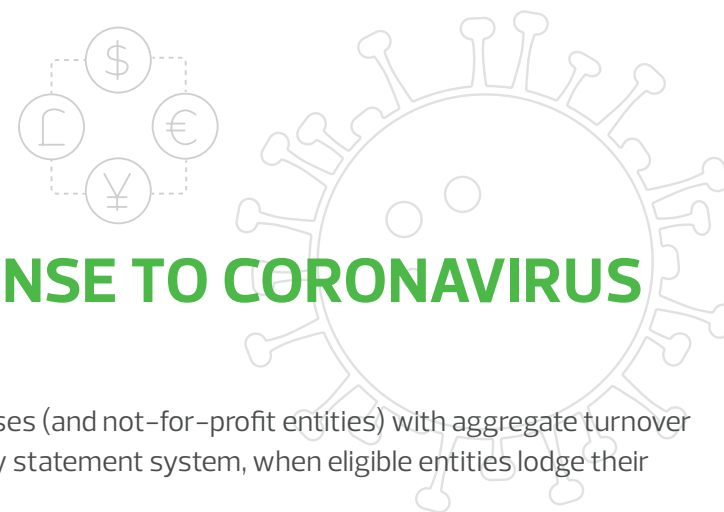 $
£
€
¥
NSE TO CORONAVIRUS
ses (and not-for-profit entities) with aggregate turnover
y statement system, when eligible entities lodge their